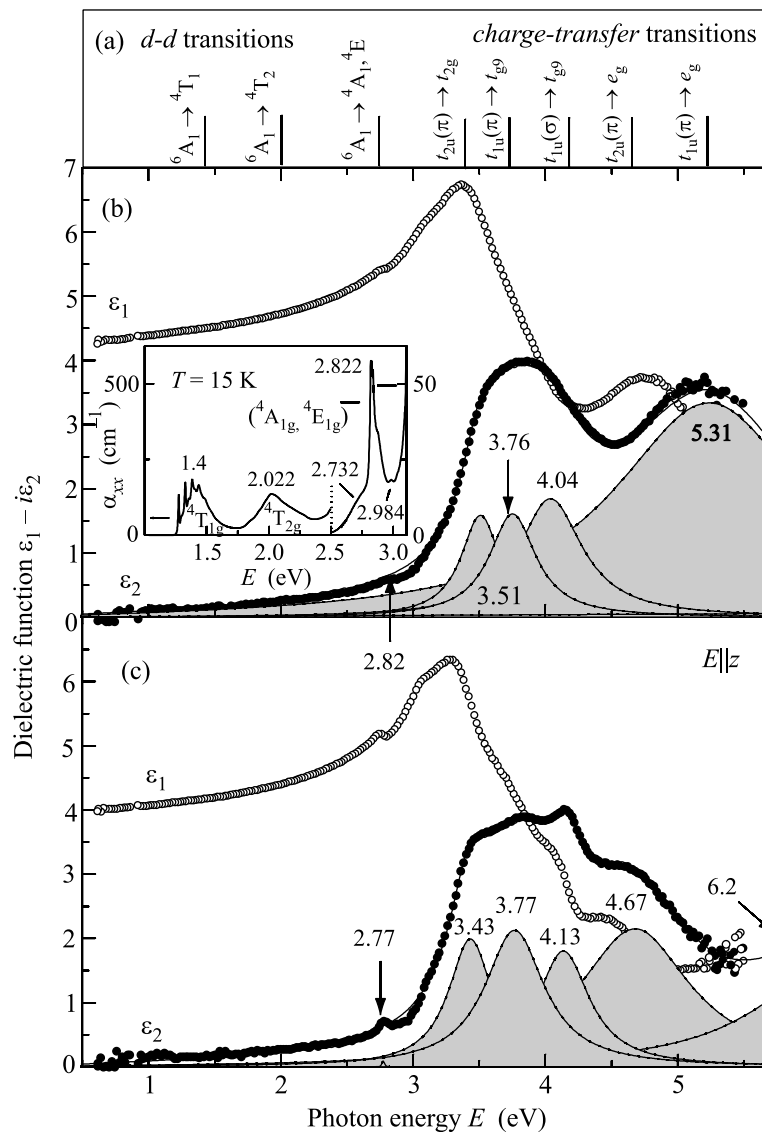 (a) d-d transitions charge-transfer transitions
⁶A₁ → ⁴T₁
⁶A₁ → ⁴T₂
⁶A₁ → ⁴A₁, ⁴E
t₂ᵤ(π) → t₂g
t₁ᵤ(π) → tg9
t₁ᵤ(σ) → tg9
t₂ᵤ(π) → eg
t₁ᵤ(π) → eg
Dielectric function ε₁ − iε₂
(b)
7
6
5
4
3
2
1
0
ε₁
ε₂
T = 15 K
2.822
(⁴A₁g, ⁴E₁g)
1.4
2.022
2.732
2.984
⁴T₁g
⁴T₂g
αxx (cm⁻¹)
500
0
50
0
1.5 2.0 2.5 3.0
E (eV)
3.76
4.04
5.31
3.51
2.82
(c)
E||z
6
5
4
3
2
1
0
ε₁
ε₂
2.77
3.43
3.77
4.13
4.67
6.2
1 2 3 4 5
Photon energy E (eV)